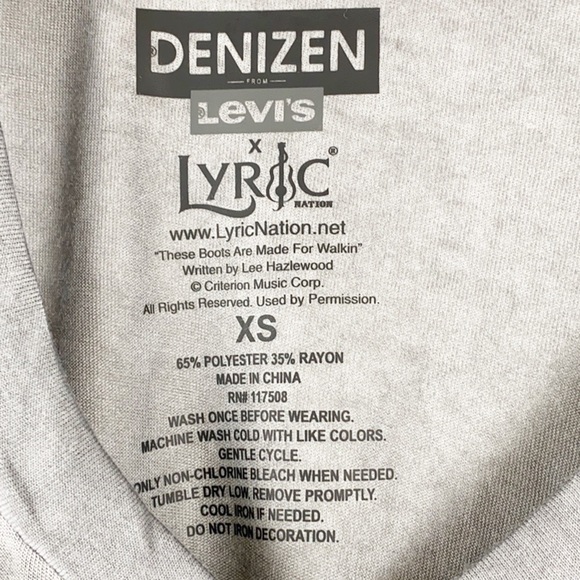 DENIZEN
FROM
Levi's
X
LYRIC®
NATION
www.LyricNation.net
"These Boots Are Made For Walkin"
Written by Lee Hazlewood
© Criterion Music Corp.
All Rights Reserved. Used by Permission.
XS
65% POLYESTER 35% RAYON
MADE IN CHINA
RN# 117508
WASH ONCE BEFORE WEARING.
MACHINE WASH COLD WITH LIKE COLORS.
GENTLE CYCLE.
ONLY NON-CHLORINE BLEACH WHEN NEEDED.
TUMBLE DRY LOW. REMOVE PROMPTLY.
COOL IRON IF NEEDED.
DO NOT IRON DECORATION.